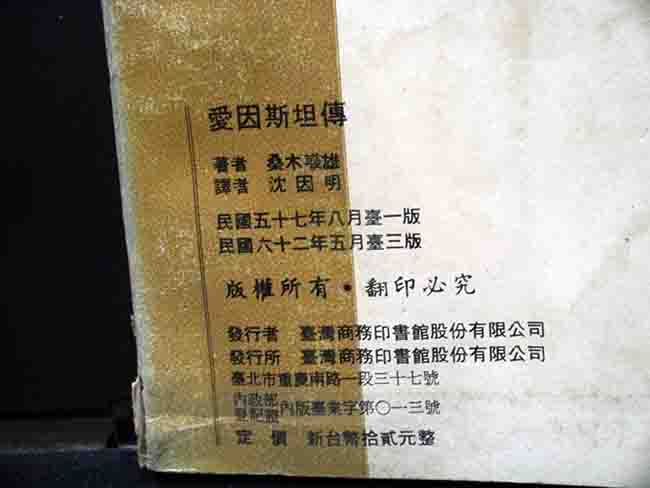 愛因斯坦傳
著者 桑木彧雄
譯者 沈因明
民國五十七年八月臺一版
民國六十二年五月臺三版
版權所有・翻印必究
發行者 臺灣商務印書館股份有限公司
發行所 臺灣商務印書館股份有限公司
臺北市重慶南路一段三十七號
內政部登記證內版臺業字第〇一三號
定價 新台幣拾貳元整